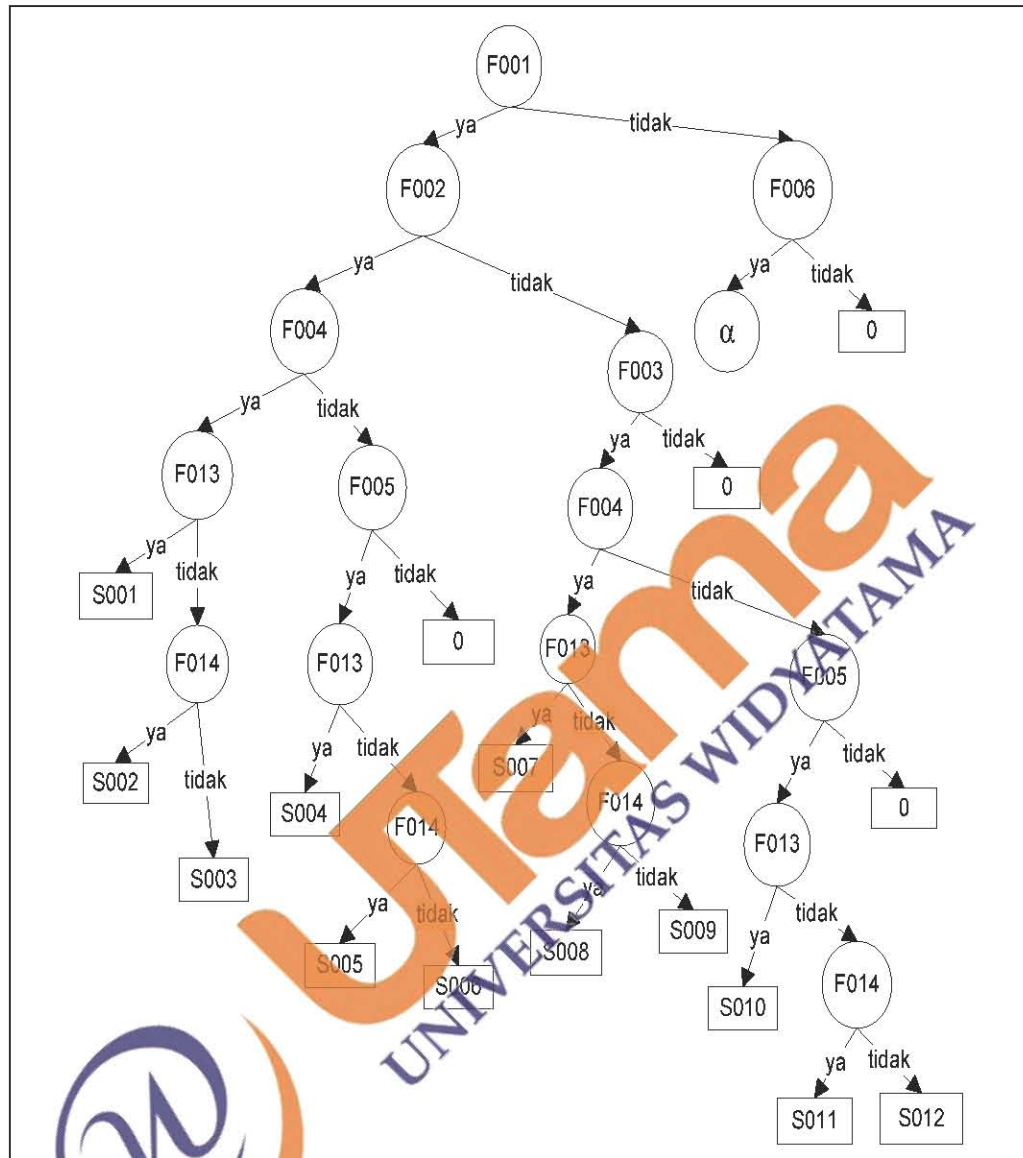 F001
ya
tidak
F002
F006
ya
tidak
ya
tidak
F004
α
0
F003
ya
tidak
ya
tidak
F013
F005
F004
0
ya
tidak
ya
tidak
ya
tidak
S001
F014
F013
0
F013
F005
ya
tidak
ya
tidak
ya
tidak
ya
tidak
S002
S004
F014
S007
F014
F013
0
S003
ya
tidak
ya
tidak
ya
tidak
S005
S006
S008
S009
S010
F014
ya
tidak
S011
S012
UTama
UNIVERSITAS WIDYATAMA